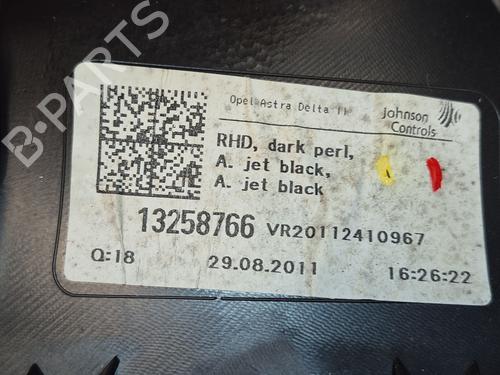 B-PARTS
Opel Astra Delta II
Johnson Controls
RHD, dark perl,
A. jet black,
A. jet black
13258766 VR20112410967
Q:18 29.08.2011 16:26:22